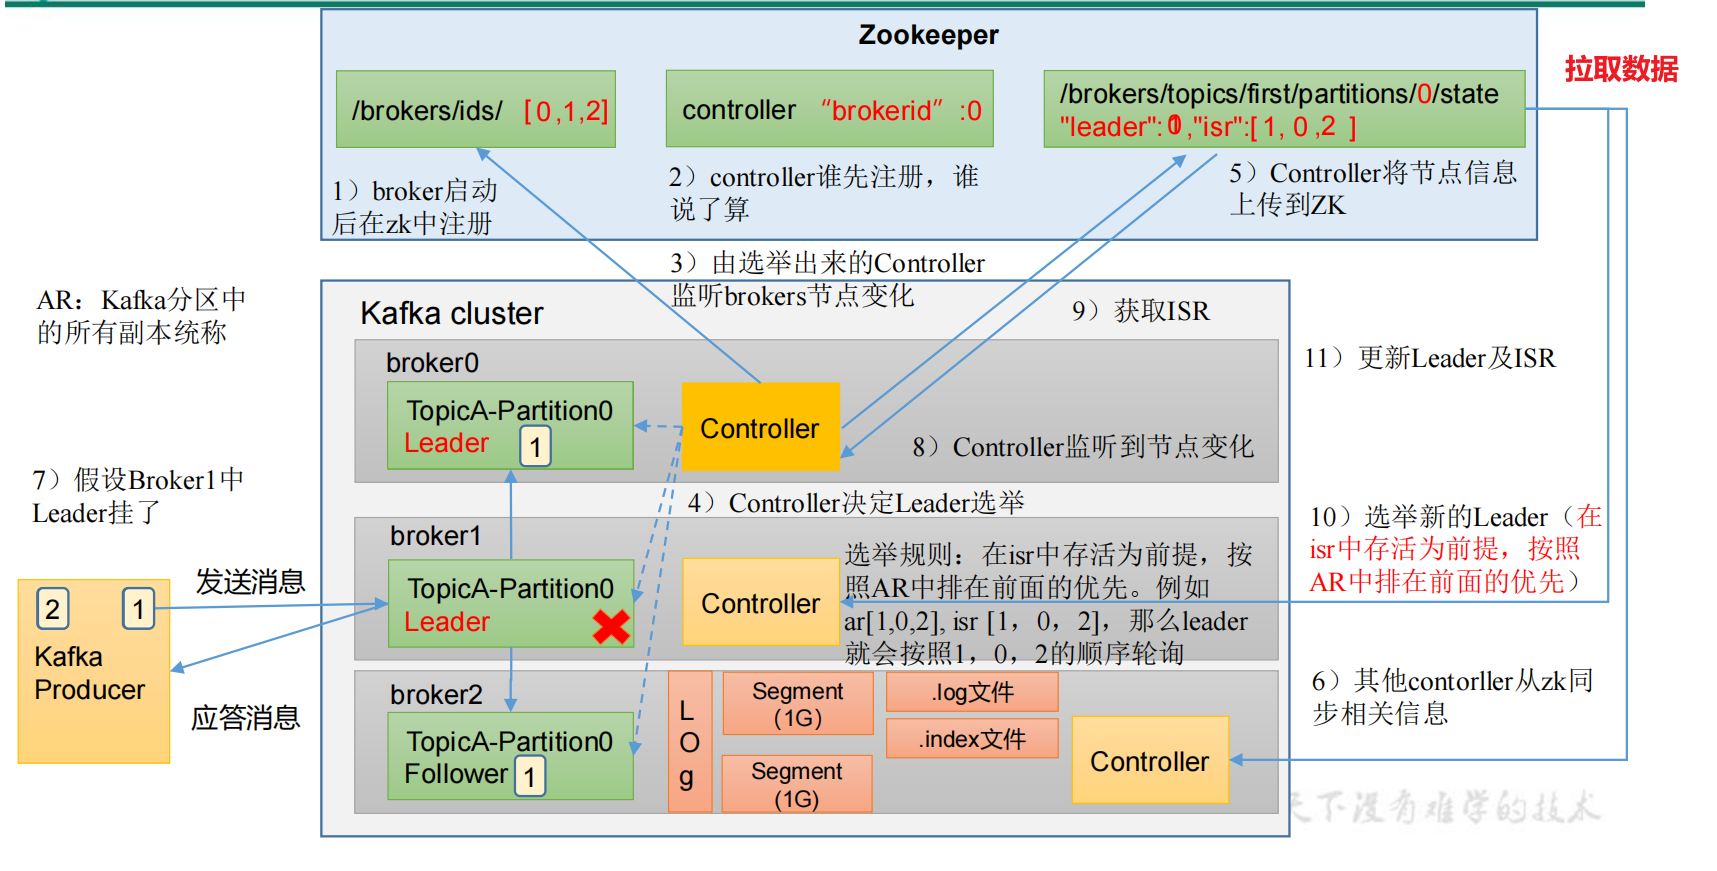 Zookeeper
拉取数据
/brokers/ids/ [0,1,2]
controller “brokerid” :0
/brokers/topics/first/partitions/0/state
"leader": ,"isr":[ 1, 0 ,2 ]
1）broker启动
后在zk中注册
2）controller谁先注册，谁
说了算
5）Controller将节点信息
上传到ZK
3）由选举出来的Controller
监听brokers节点变化
AR：Kafka分区中
的所有副本统称
Kafka cluster
9）获取ISR
broker0
TopicA-Partition0
Leader 1
Controller
8）Controller监听到节点变化
11）更新Leader及ISR
7）假设Broker1中
Leader挂了
4）Controller决定Leader选举
broker1
TopicA-Partition0
Leader
Controller
选举规则：在isr中存活为前提，按
照AR中排在前面的优先。例如
ar[1,0,2], isr [1，0，2]，那么leader
就会按照1，0，2的顺序轮询
10）选举新的Leader（在
isr中存活为前提，按照
AR中排在前面的优先）
发送消息
2 1
Kafka
Producer
应答消息
broker2
TopicA-Partition0
Follower 1
LOg
Segment
(1G)
Segment
(1G)
.log文件
.index文件
Controller
6）其他contorller从zk同
步相关信息
天下没有难学的技术